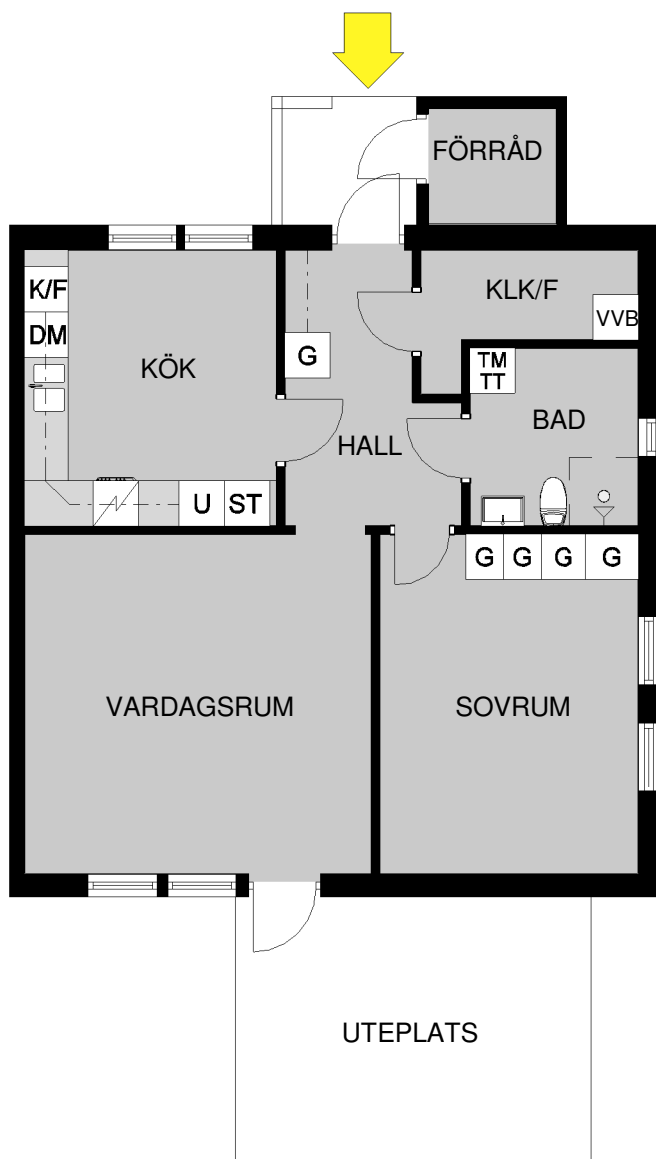 FÖRRÅD
K/F
KLK/F
VVB
DM
G
TM
TT
KÖK
BAD
HALL
U ST
G G G G
VARDAGSRUM
SOVRUM
UTEPLATS